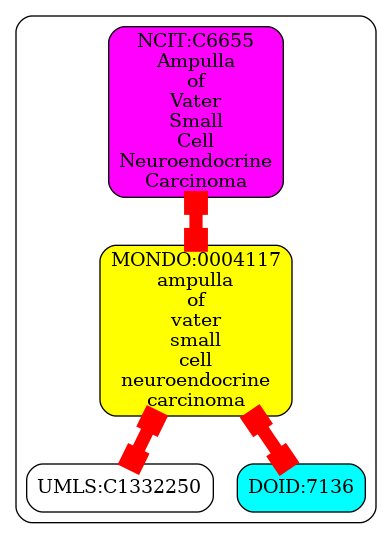 NCIT:C6655
Ampulla
of
Vater
Small
Cell
Neuroendocrine
Carcinoma
MONDO:0004117
ampulla
of
vater
small
cell
neuroendocrine
carcinoma
UMLS:C1332250
DOID:7136